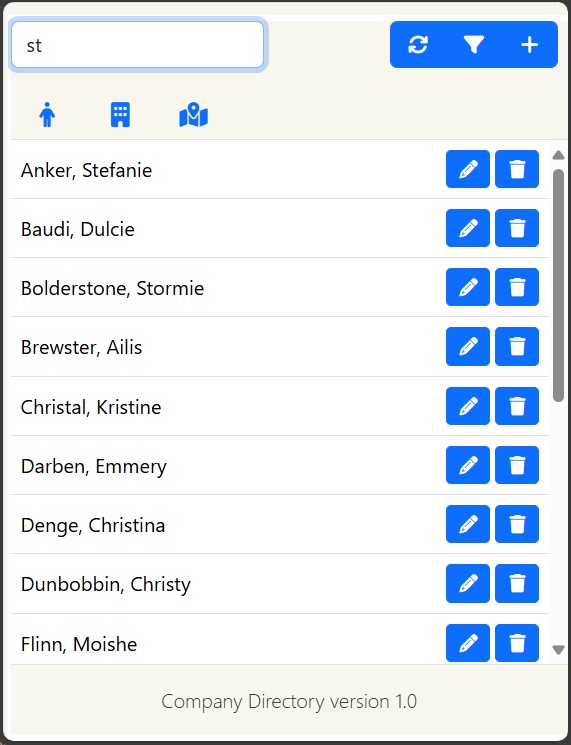 st
Anker, Stefanie
Baudi, Dulcie
Bolderstone, Stormie
Brewster, Ailis
Christal, Kristine
Darben, Emmery
Denge, Christina
Dunbobbin, Christy
Flinn, Moishe
Company Directory version 1.0